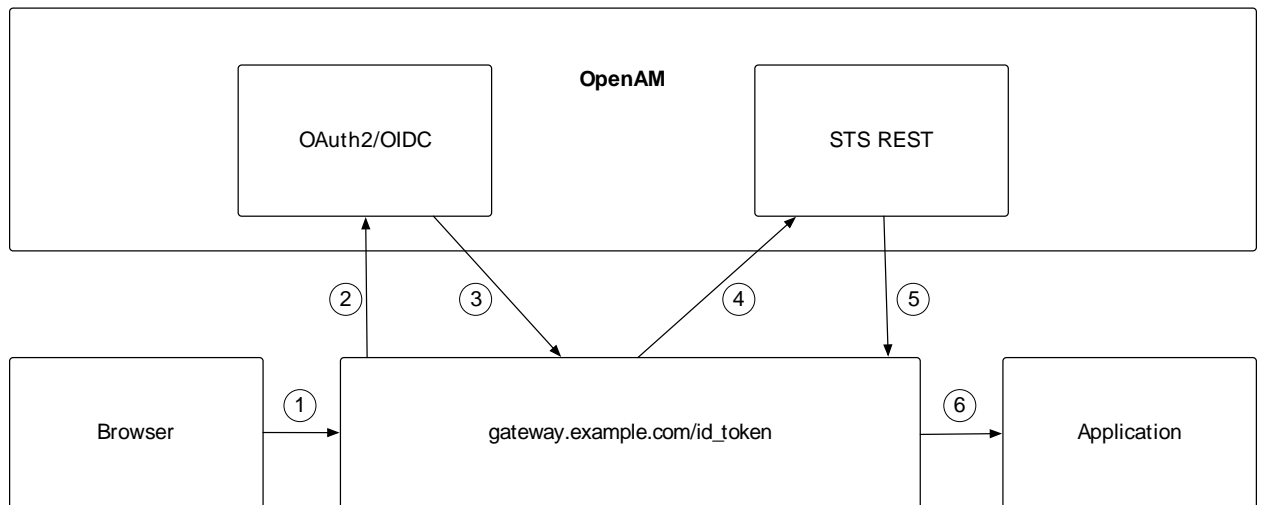 OpenAM
OAuth2/OIDC
STS REST
2
3
4
5
1
6
Browser
gateway.example.com/id_token
Application